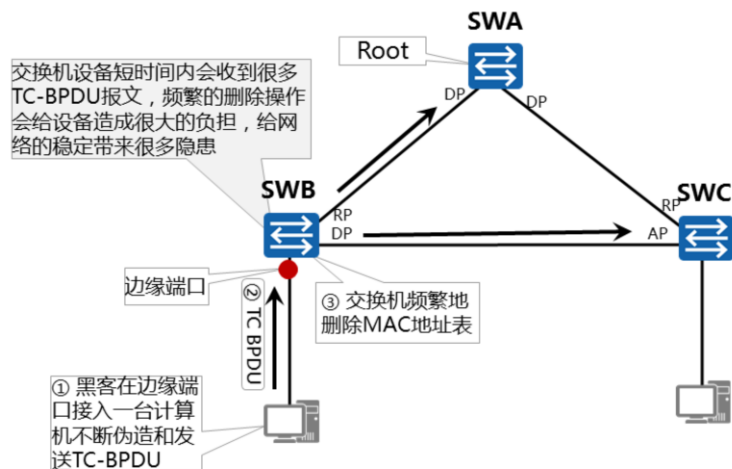 SWA
Root
交换机设备短时间内会收到很多
TC-BPDU报文，频繁的删除操作
会给设备造成很大的负担，给网
络的稳定带来很多隐患
DP
DP
SWB
SWC
RP
RP
DP
AP
边缘端口
② TC BPDU
③ 交换机频繁地
删除MAC地址表
① 黑客在边缘端
口接入一台计算
机不断伪造和发
送TC-BPDU